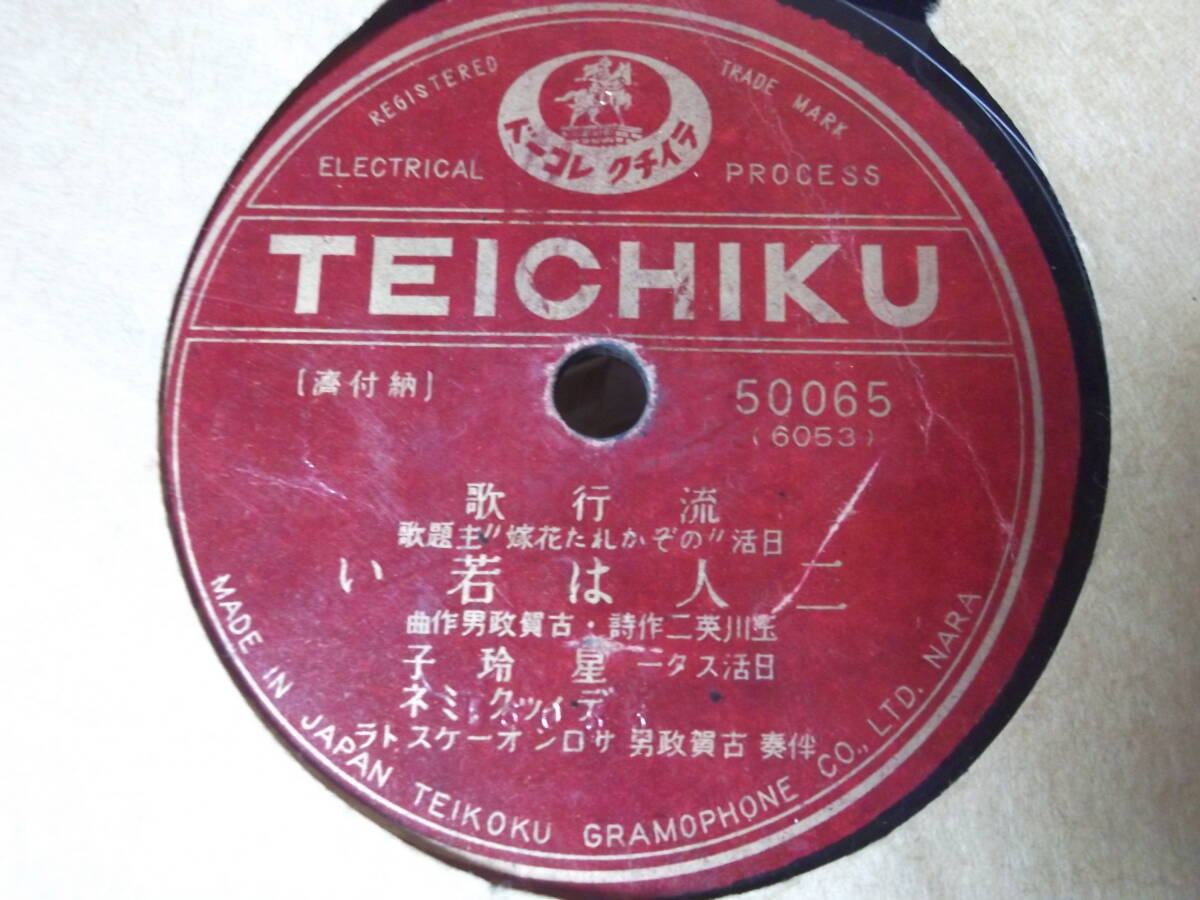 REGISTERED TRADE MARK
テイチクレコード
ELECTRICAL PROCESS
TEICHIKU
[納付濟]
50065
(6053)
流行歌
日活"のぞかれた花嫁"主題歌
二人は若い
玉川英二作詩・古賀政男作曲
日活スター 星玲子
ディック・ミネ
伴奏 古賀政男サロンオーケストラ
MADE IN JAPAN TEIKOKU GRAMOPHONE CO., LTD. NARA